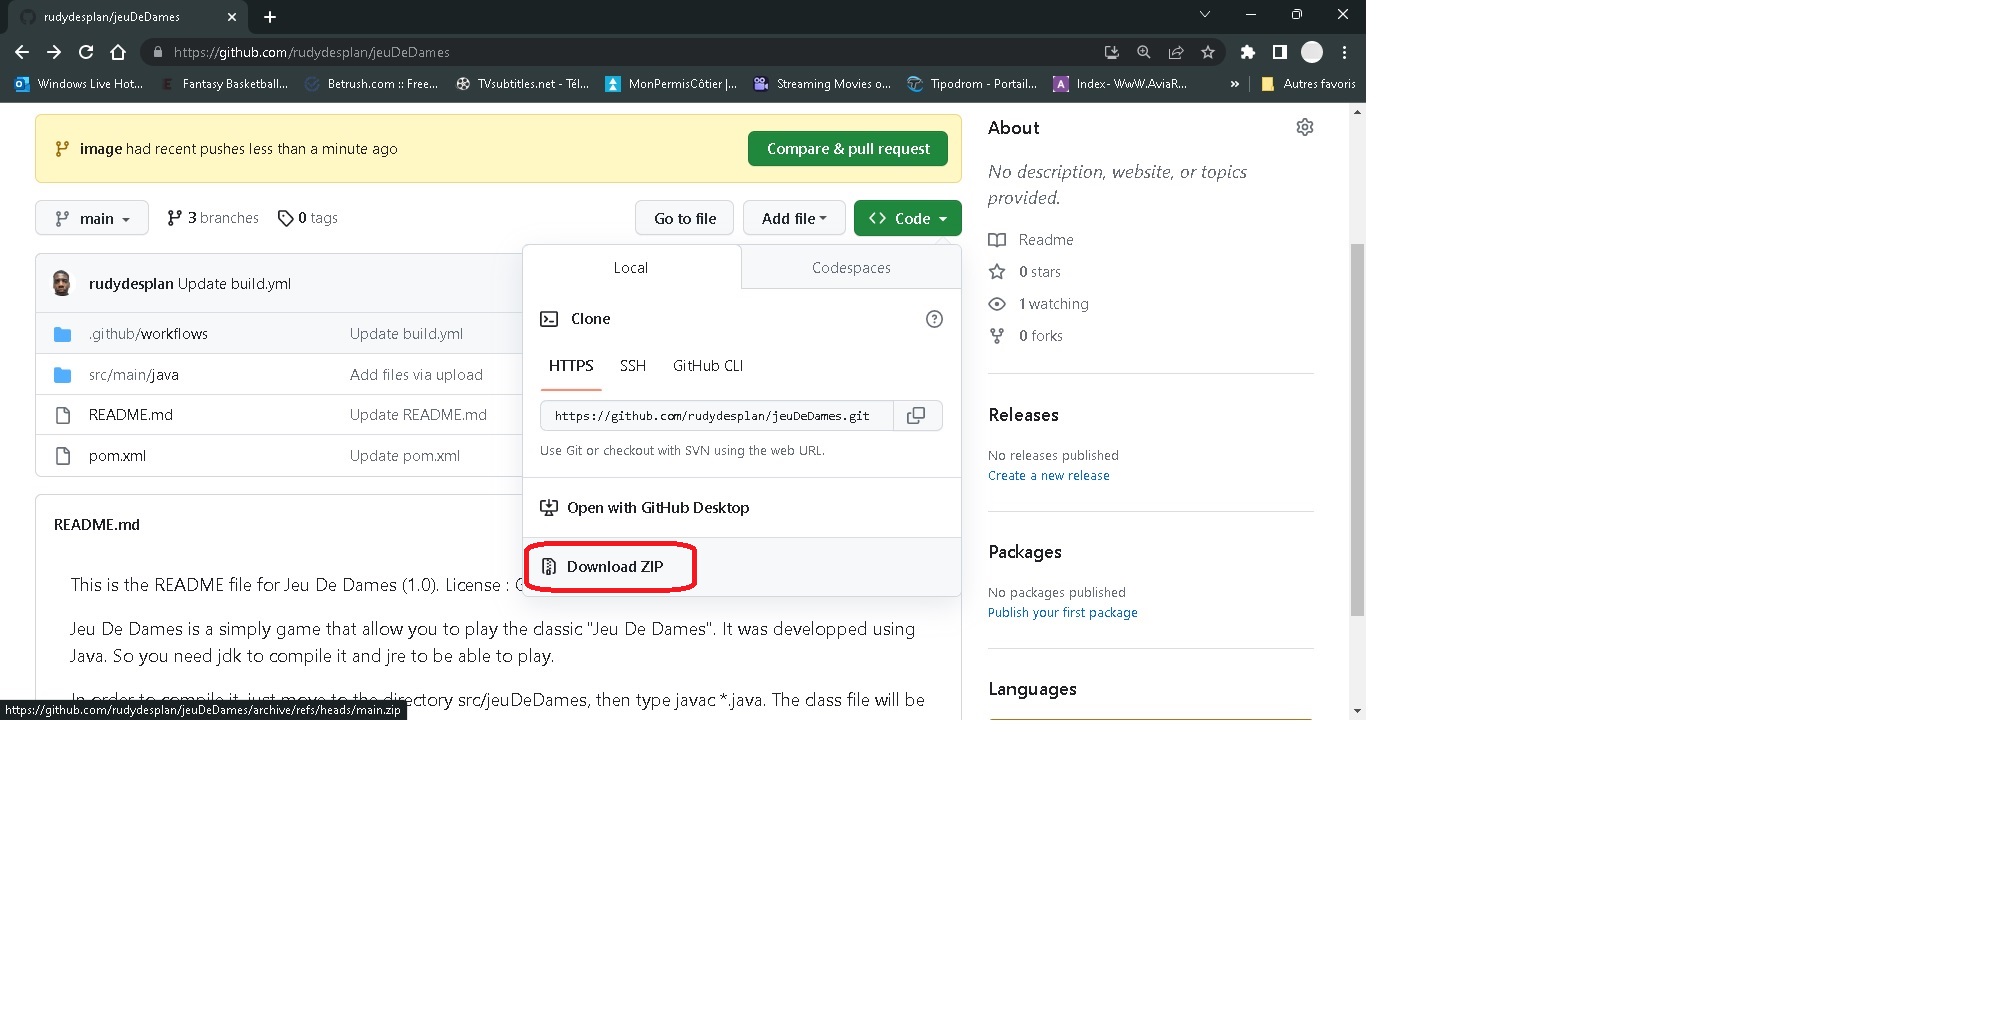 rudydesplan/jeuDeDames
https://github.com/rudydesplan/jeuDeDames
Windows Live Hot...
Fantasy Basketball...
Betrush.com :: Free...
TVsubtitles.net - Tél...
MonPermisCôtier |...
Streaming Movies o...
Tipodrom - Portail...
Index- WwW.AviaR...
»
Autres favoris
image had recent pushes less than a minute ago
Compare & pull request
main
3 branches
0 tags
Go to file
Add file
Code
rudydesplan Update build.yml
.github/workflows
Update build.yml
src/main/java
Add files via upload
README.md
Update README.md
pom.xml
Update pom.xml
Local
Codespaces
Clone
HTTPS
SSH
GitHub CLI
https://github.com/rudydesplan/jeuDeDames.git
Use Git or checkout with SVN using the web URL.
Open with GitHub Desktop
Download ZIP
README.md
This is the README file for Jeu De Dames (1.0). License :
Jeu De Dames is a simply game that allow you to play the classic "Jeu De Dames". It was developped using
Java. So you need jdk to compile it and jre to be able to play.
In order to compile it, just move to the directory src/jeuDeDames, then type javac *.java. The class file will be
https://github.com/rudydesplan/jeuDeDames/archive/refs/heads/main.zip
About
No description, website, or topics
provided.
Readme
0 stars
1 watching
0 forks
Releases
No releases published
Create a new release
Packages
No packages published
Publish your first package
Languages